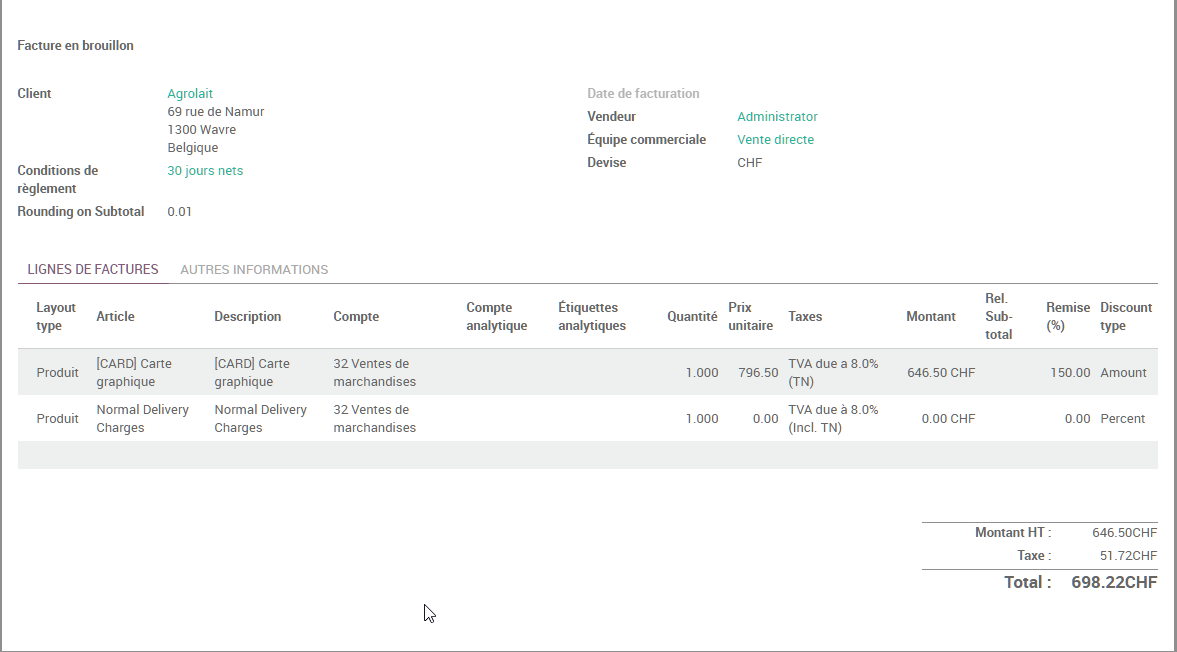 Facture en brouillon
Client
Agrolait
69 rue de Namur
1300 Wavre
Belgique
Conditions de
règlement
30 jours nets
Rounding on Subtotal 0.01
Date de facturation
Vendeur Administrator
Équipe commerciale Vente directe
Devise CHF
LIGNES DE FACTURES AUTRES INFORMATIONS
Layout type Article Description Compte Compte analytique Étiquettes analytiques Quantité Prix unitaire Taxes Montant Rel. Sub-total Remise (%) Discount type
Produit [CARD] Carte graphique [CARD] Carte graphique 32 Ventes de marchandises 1.000 796.50 TVA due a 8.0% (TN) 646.50 CHF 150.00 Amount
Produit Normal Delivery Charges Normal Delivery Charges 32 Ventes de marchandises 1.000 0.00 TVA due à 8.0% (Incl. TN) 0.00 CHF 0.00 Percent
Montant HT : 646.50CHF
Taxe : 51.72CHF
Total : 698.22CHF